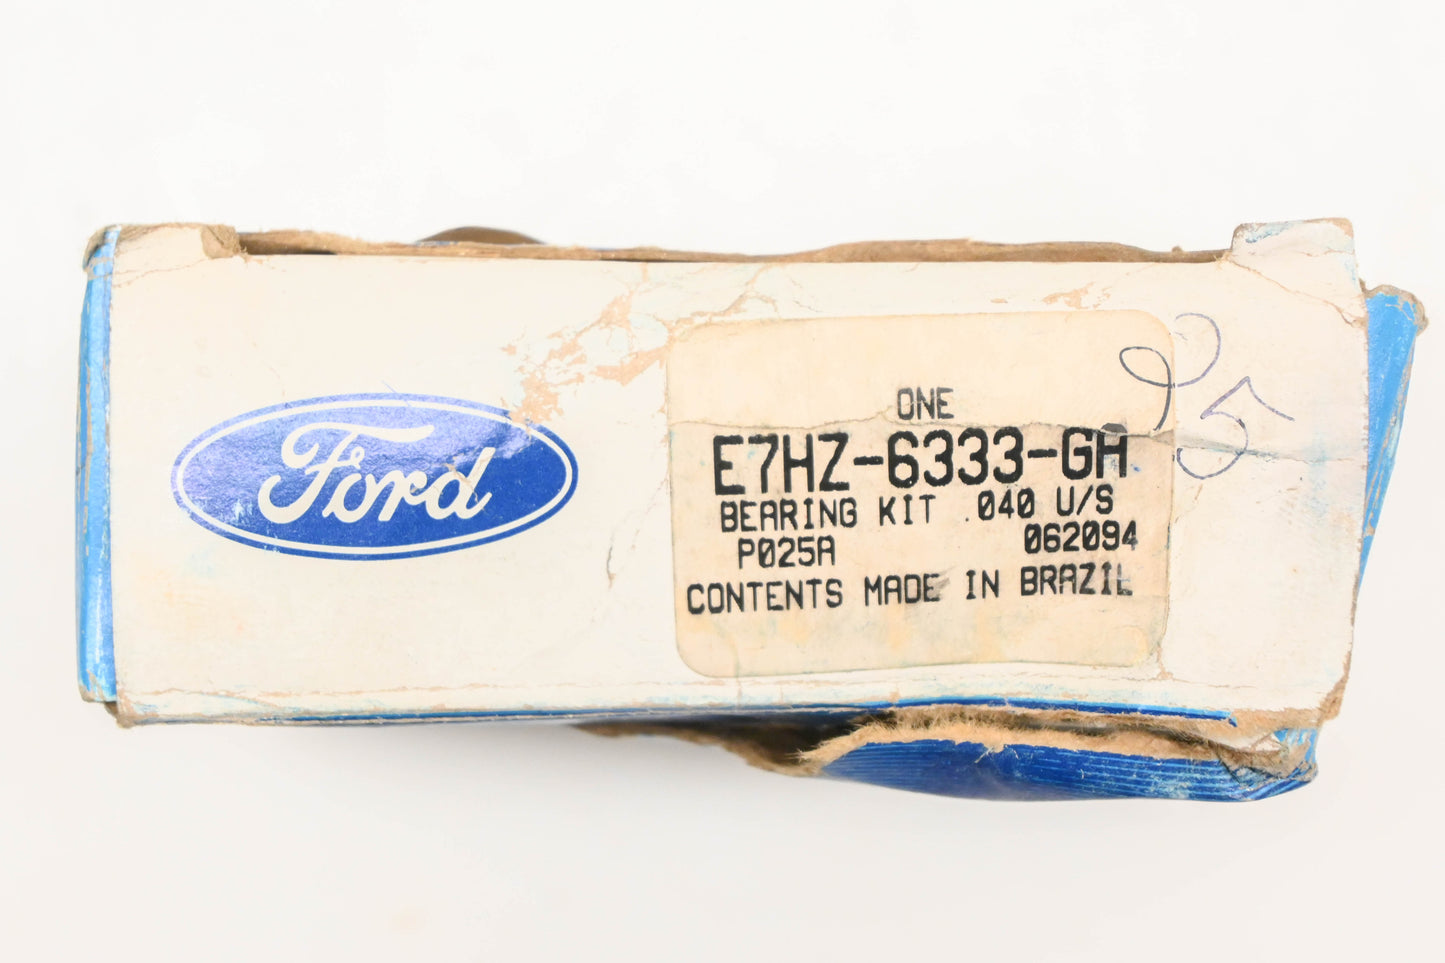 Ford
ONE
E7HZ-6333-GA
BEARING KIT .040 U/S
P025A 062094
CONTENTS MADE IN BRAZIL